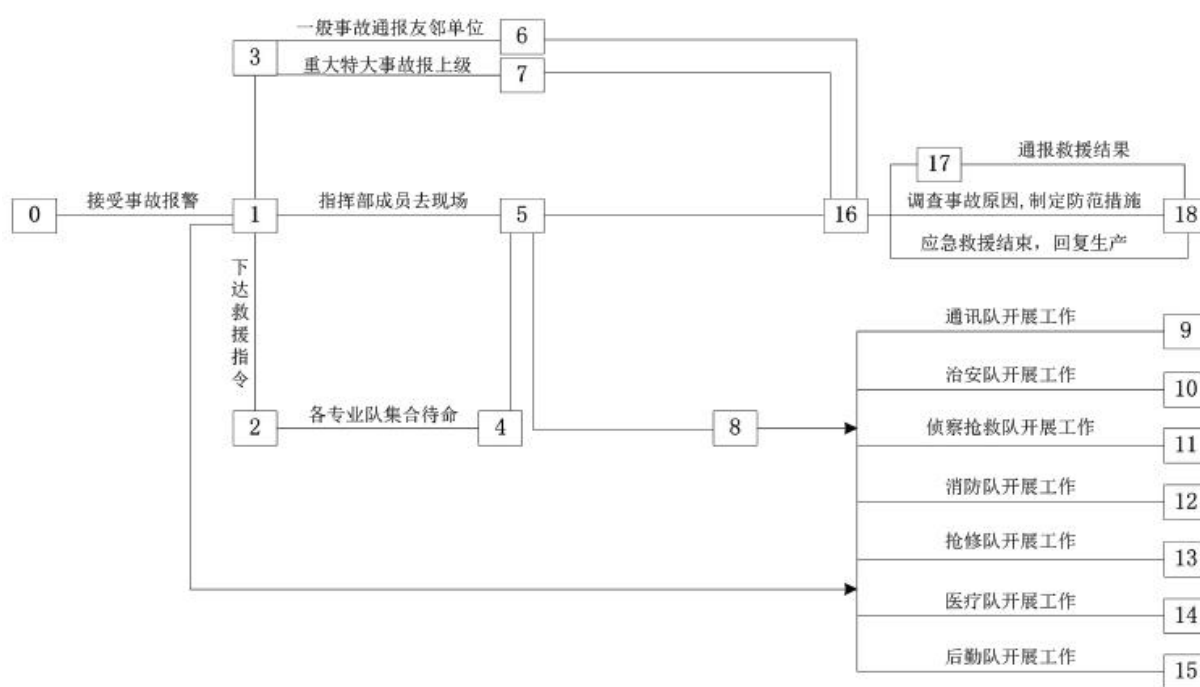 一般事故通报友邻单位
6
3
重大特大事故报上级
7
17
通报救援结果
0
接受事故报警
1
指挥部成员去现场
5
16
调查事故原因,制定防范措施
18
应急救援结束，回复生产
下达救援指令
2
各专业队集合待命
4
8
通讯队开展工作
9
治安队开展工作
10
侦察抢救队开展工作
11
消防队开展工作
12
抢修队开展工作
13
医疗队开展工作
14
后勤队开展工作
15